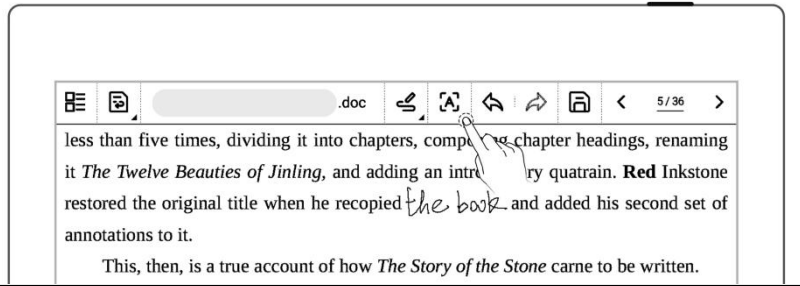 .doc
A
5 / 36
less than five times, dividing it into chapters, chapter headings, renaming
it The Twelve Beauties of Jinling, and adding an quatrain. Red Inkstone
restored the original title when he recopied the book and added his second set of
annotations to it.
This, then, is a true account of how The Story of the Stone carne to be written.